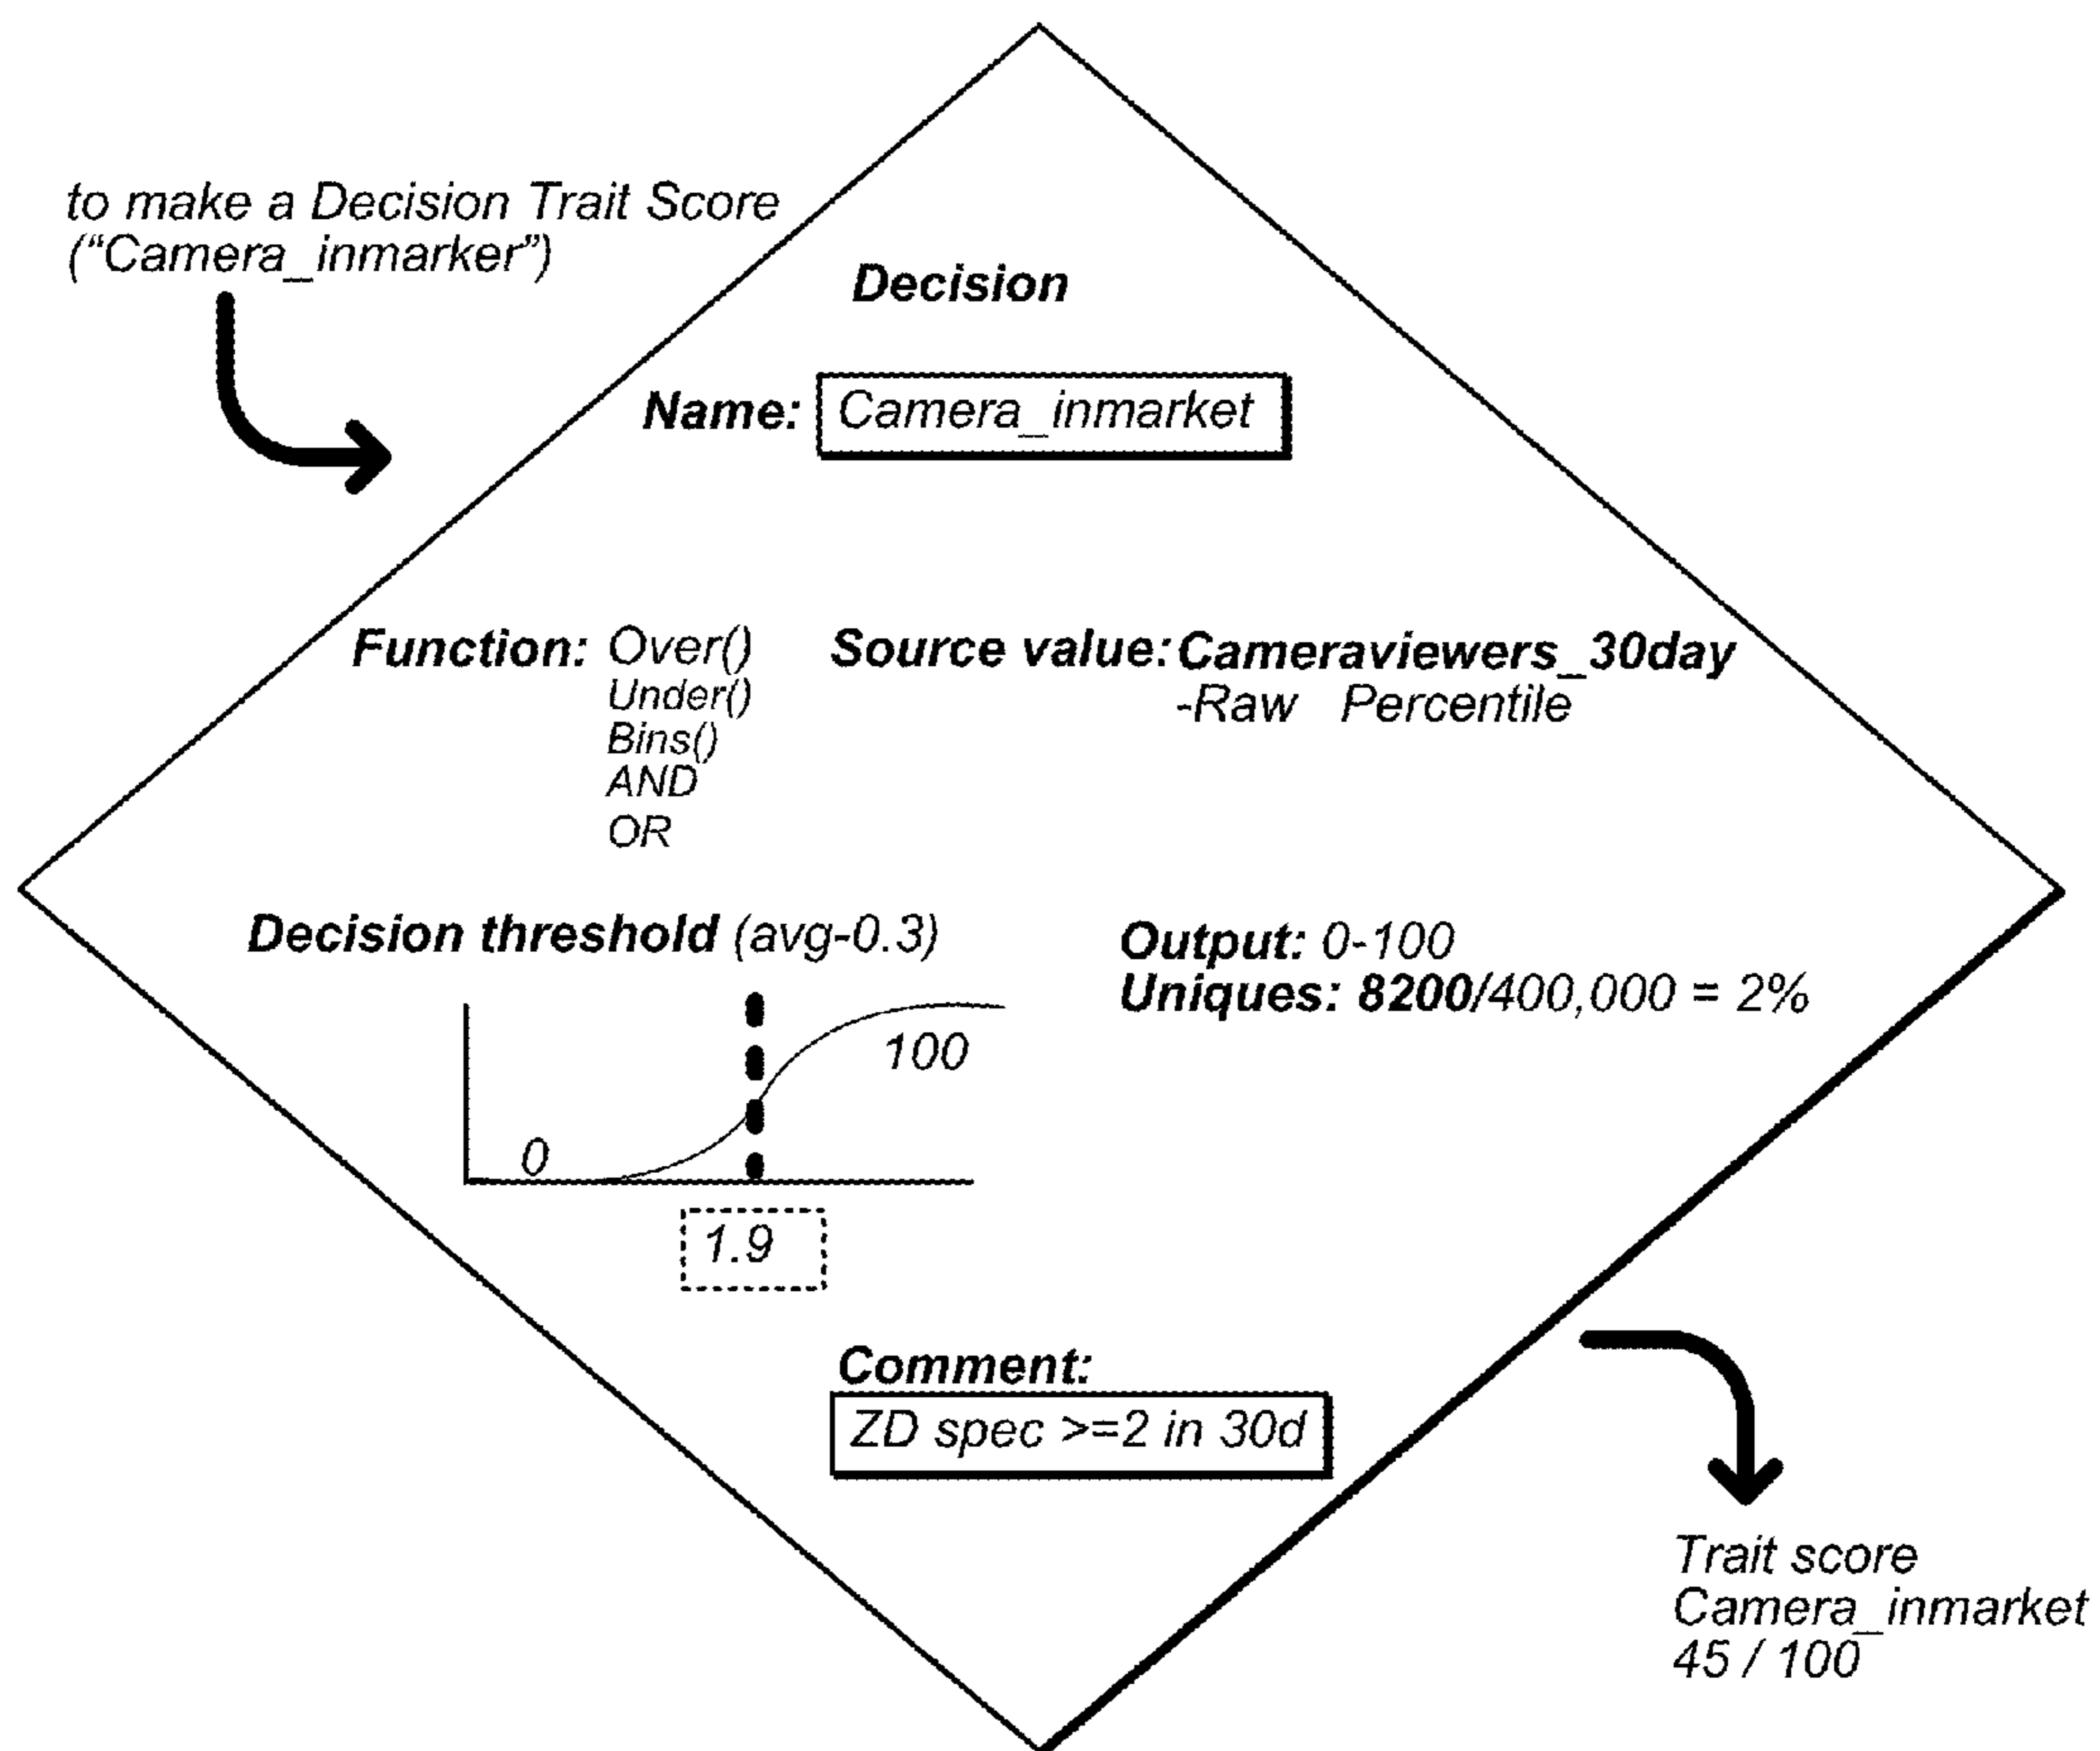 to make a Decision Trait Score
(“Camera_inmarker”)
Decision
Name: Camera_inmarket
Function: Over()
Under()
Bins()
AND
OR
Source value: Cameraviewers_30day
-Raw Percentile
Decision threshold (avg-0.3)
100
0
1.9
Output: 0-100
Uniques: 8200/400,000 = 2%
Comment:
ZD spec >=2 in 30d
Trait score
Camera_inmarket
45 / 100